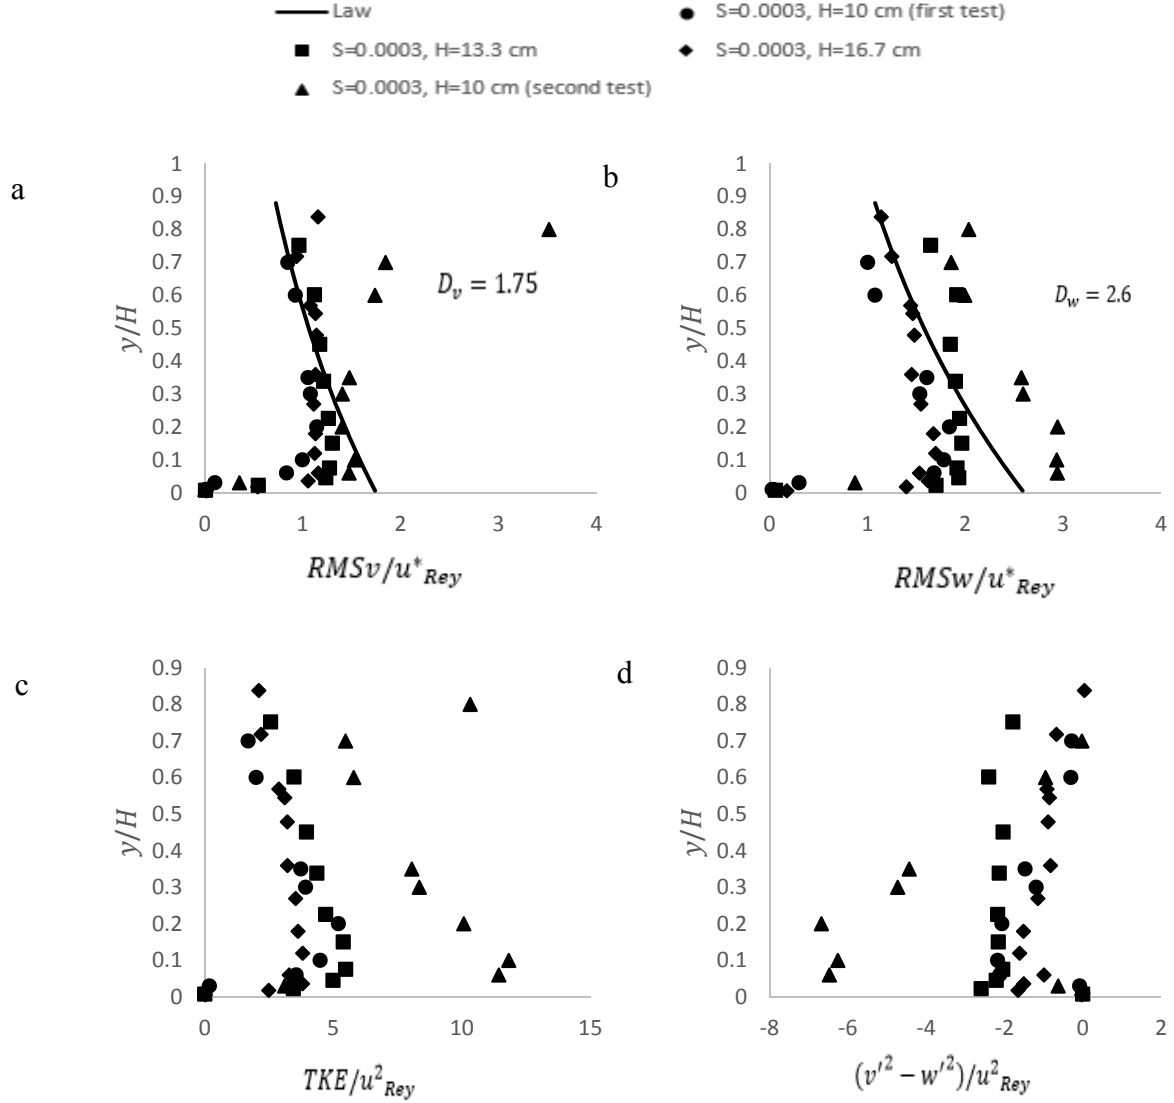 Law
S=0.0003, H=10 cm (first test)
S=0.0003, H=13.3 cm
S=0.0003, H=16.7 cm
S=0.0003, H=10 cm (second test)
a
1
0.9
0.8
0.7
0.6
0.5
0.4
0.3
0.2
0.1
0
y/H
D_v = 1.75
0 1 2 3 4
RMSv/u*_Rey
b
1
0.9
0.8
0.7
0.6
0.5
0.4
0.3
0.2
0.1
0
y/H
D_w = 2.6
0 1 2 3 4
RMSw/u*_Rey
c
0.9
0.8
0.7
0.6
0.5
0.4
0.3
0.2
0.1
0
y/H
0 5 10 15
TKE/u²_Rey
d
0.9
0.8
0.7
0.6
0.5
0.4
0.3
0.2
0.1
0
y/H
-8 -6 -4 -2 0 2
(v'² − w'²)/u²_Rey